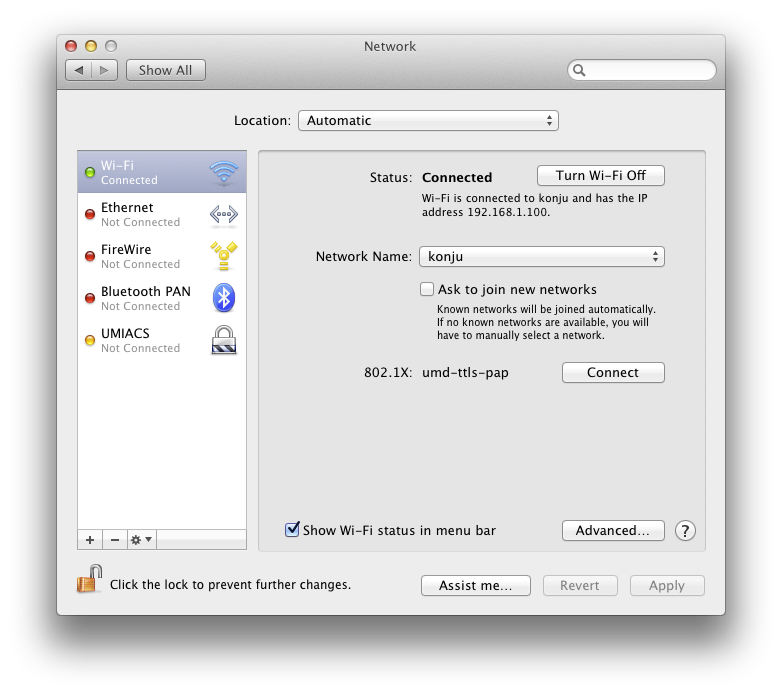 Network
Show All
Location: Automatic
Wi-Fi
Connected
Ethernet
Not Connected
FireWire
Not Connected
Bluetooth PAN
Not Connected
UMIACS
Not Connected
Status: Connected Turn Wi-Fi Off
Wi-Fi is connected to konju and has the IP
address 192.168.1.100.
Network Name: konju
Ask to join new networks
Known networks will be joined automatically.
If no known networks are available, you will
have to manually select a network.
802.1X: umd-ttls-pap Connect
Show Wi-Fi status in menu bar Advanced... ?
Click the lock to prevent further changes. Assist me... Revert Apply